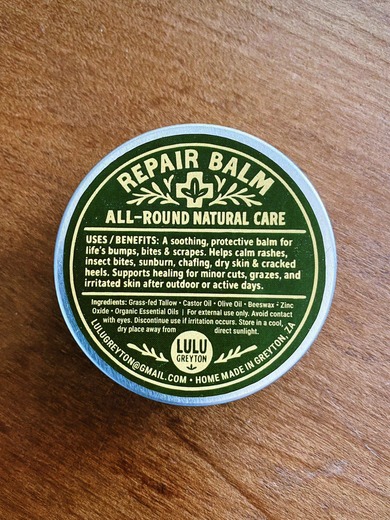 REPAIR BALM
ALL-ROUND NATURAL CARE
USES / BENEFITS: A soothing, protective balm for
life's bumps, bites & scrapes. Helps calm rashes,
insect bites, sunburn, chafing, dry skin & cracked
heels. Supports healing for minor cuts, grazes, and
irritated skin after outdoor or active days.
Ingredients: Grass-fed Tallow • Castor Oil • Olive Oil • Beeswax • Zinc
Oxide • Organic Essential Oils | For external use only. Avoid contact
with eyes. Discontinue use if irritation occurs. Store in a cool,
dry place away from direct sunlight.
LULU
GREYTON
LULUGREYTON@GMAIL.COM • HOME MADE IN GREYTON, ZA